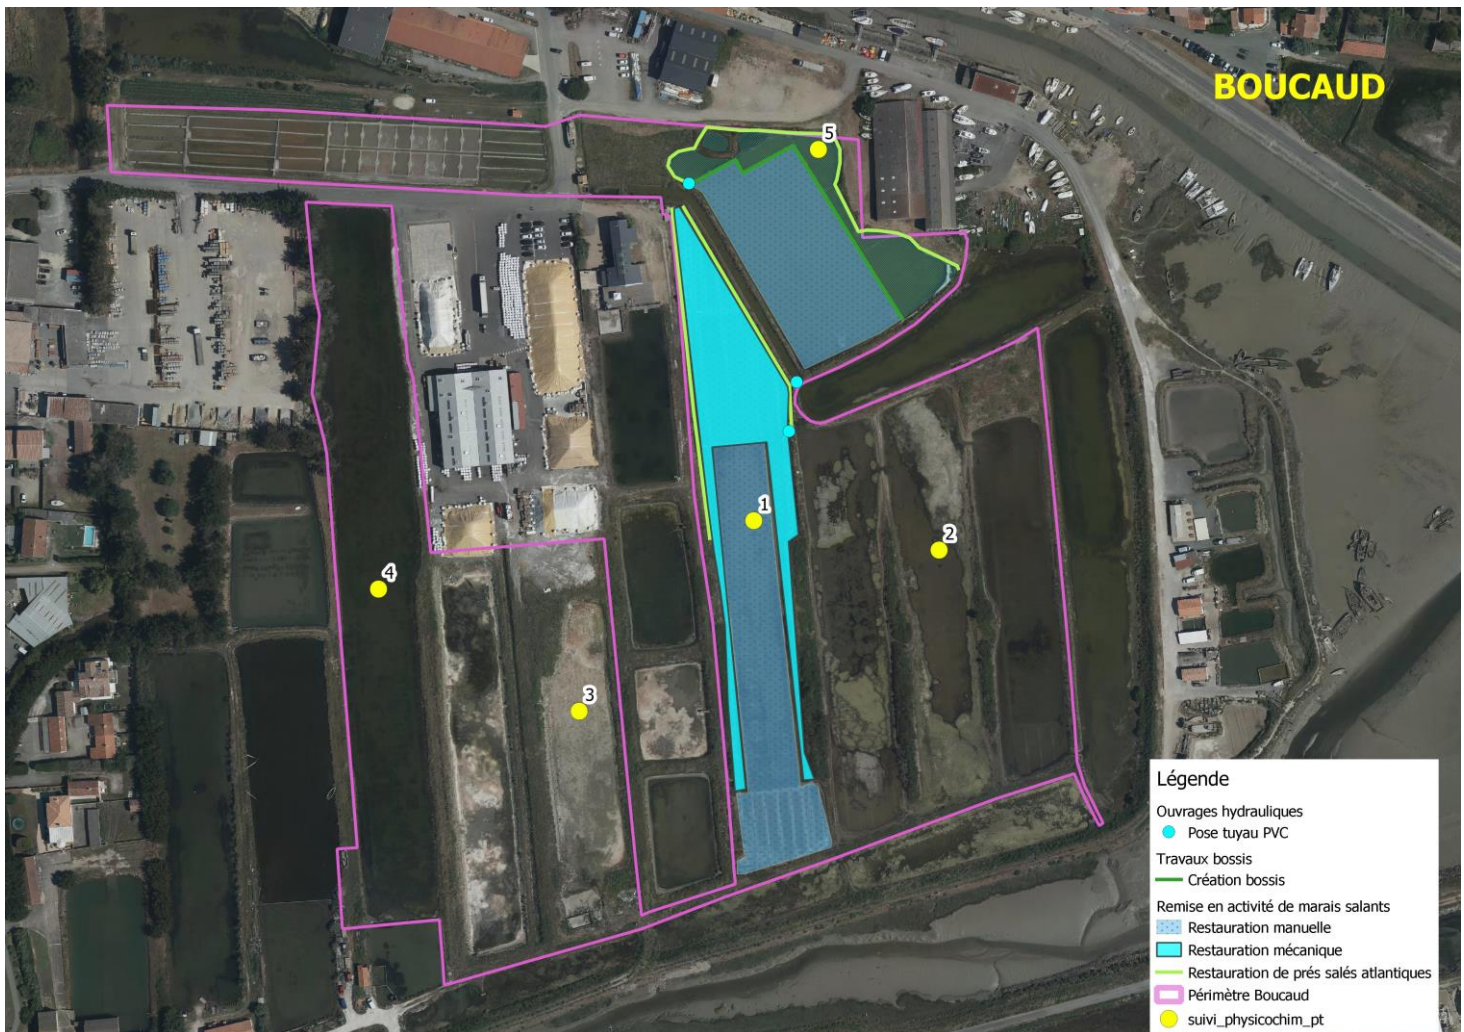 BOUCAUD
5
1
2
4
3
Légende
Ouvrages hydrauliques
Pose tuyau PVC
Travaux bossis
Création bossis
Remise en activité de marais salants
Restauration manuelle
Restauration mécanique
Restauration de prés salés atlantiques
Périmètre Boucaud
suivi_physicochim_pt